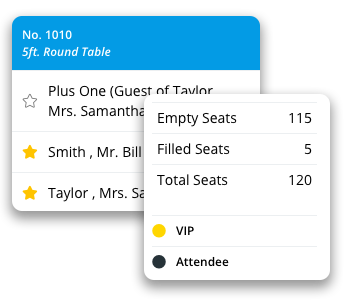 No. 1010
5ft. Round Table
Plus One (Guest of Taylor
Mrs. Samantha
Smith , Mr. Bill
Taylor , Mrs. Sa
Empty Seats 115
Filled Seats 5
Total Seats 120
VIP
Attendee